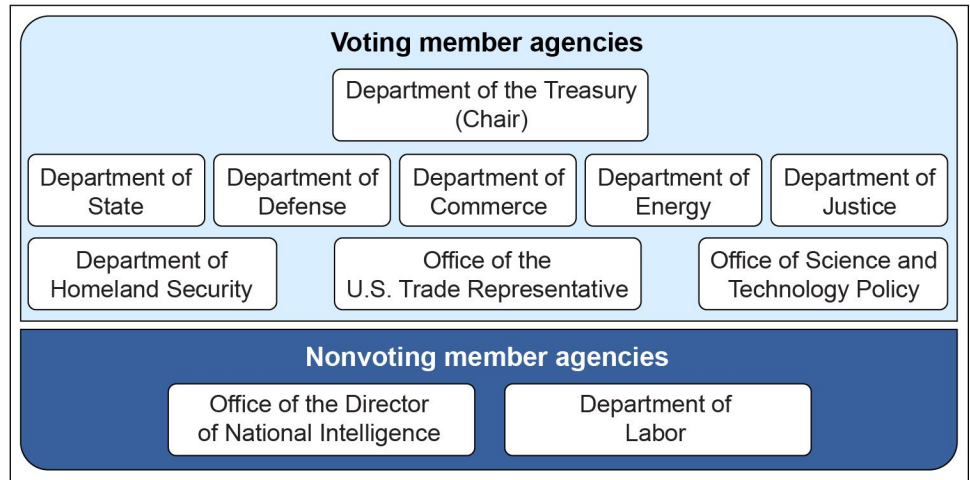 Voting member agencies
Department of the Treasury
(Chair)
Department of
State
Department of
Defense
Department of
Commerce
Department of
Energy
Department of
Justice
Department of
Homeland Security
Office of the
U.S. Trade Representative
Office of Science and
Technology Policy
Nonvoting member agencies
Office of the Director
of National Intelligence
Department of
Labor